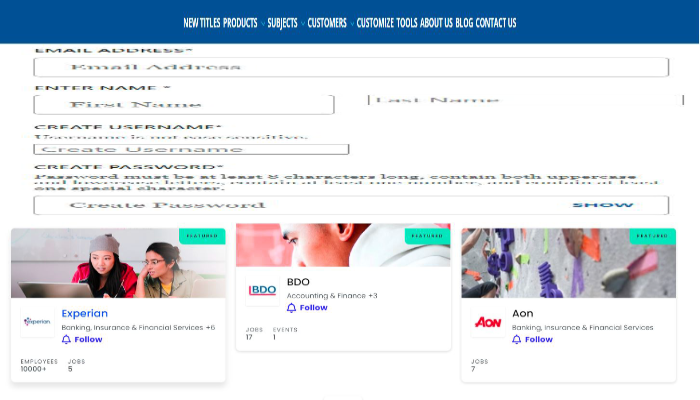 NEW TITLES PRODUCTS SUBJECTS CUSTOMERS CUSTOMIZE TOOLS ABOUT US BLOG CONTACT US
EMAIL ADDRESS*
Email Address
ENTER NAME *
First Name Last Name
CREATE USERNAME*
Username is not case sensitive.
Create Username
CREATE PASSWORD*
Password must be at least 8 characters long, contain both uppercase
and lowercase letters, contain at least one number, and contain at least
one special character.
Create Password SHOW
FEATURED FEATURED FEATURED
Experian
Experian
Banking, Insurance & Financial Services +6
Follow
EMPLOYEES JOBS
10000+ 5
BDO
BDO
Accounting & Finance +3
Follow
JOBS EVENTS
17 1
AON
Aon
Banking, Insurance & Financial Services
Follow
JOBS
7